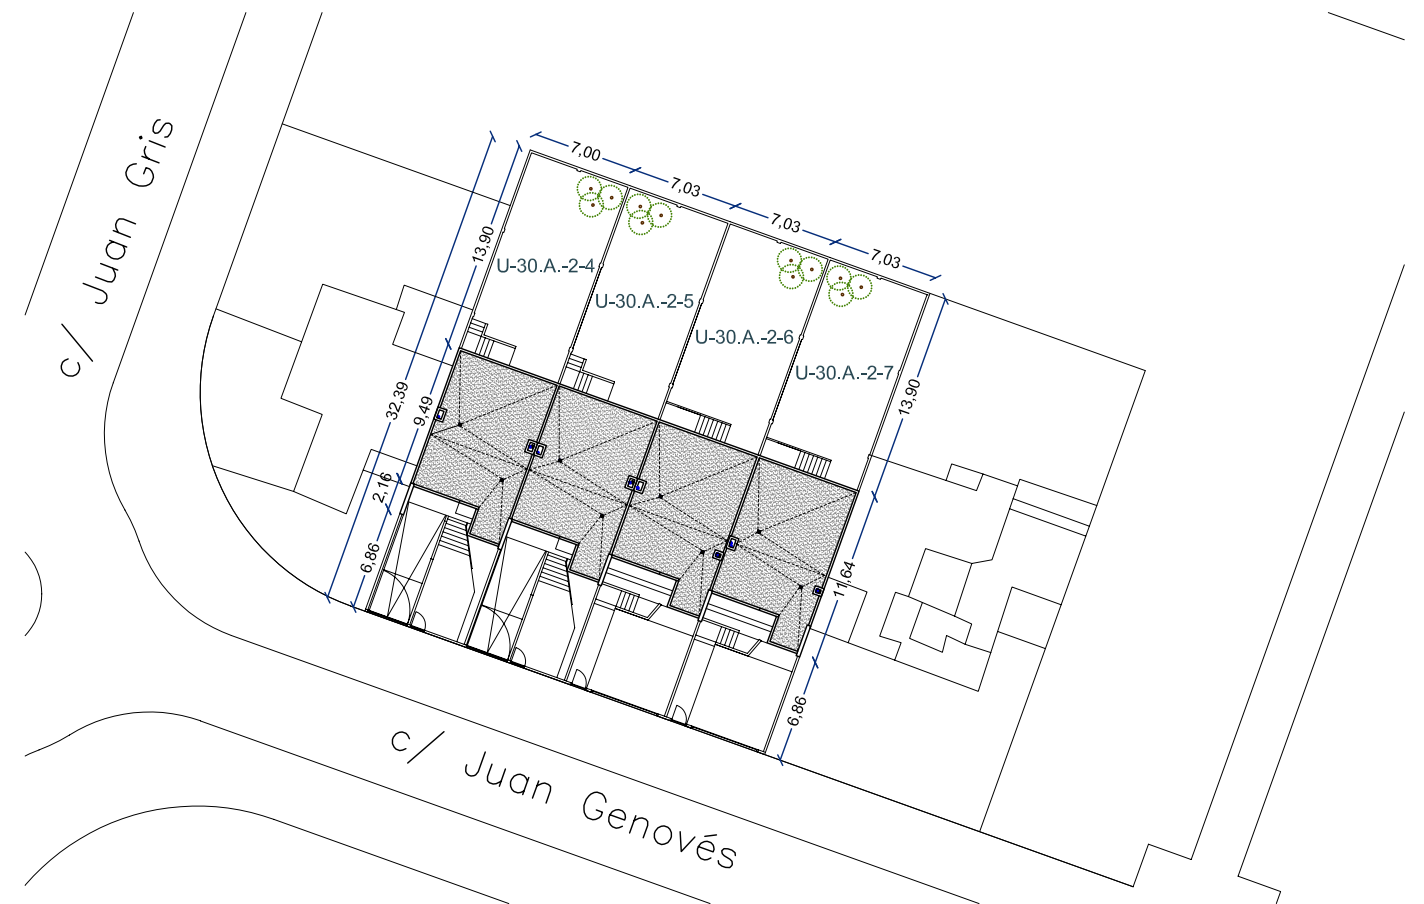 c/ Juan Gris
7,00
7,03
7,03
7,03
13,90
U-30.A.-2-4
U-30.A.-2-5
U-30.A.-2-6
U-30.A.-2-7
32,39
9,49
13,90
2,16
6,86
11,64
6,86
c/ Juan Genovés